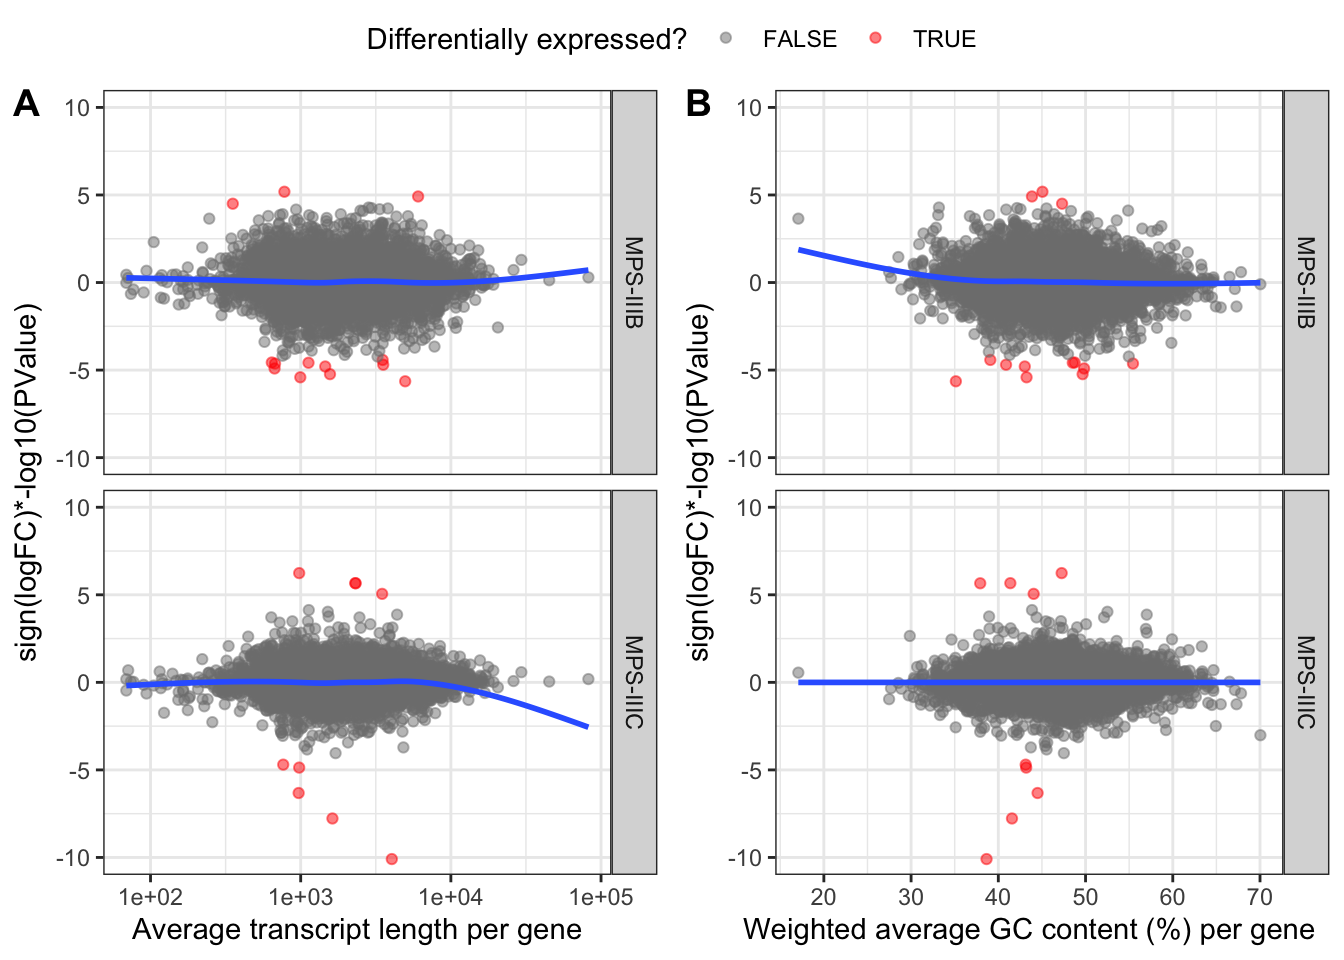 Differentially expressed? FALSE TRUE
A
sign(logFC)*-log10(PValue)
10
5
0
-5
-10
MPS-IIIB
10
5
0
-5
-10
MPS-IIIC
1e+02 1e+03 1e+04 1e+05
Average transcript length per gene
B
sign(logFC)*-log10(PValue)
10
5
0
-5
-10
MPS-IIIB
10
5
0
-5
-10
MPS-IIIC
20 30 40 50 60 70
Weighted average GC content (%) per gene